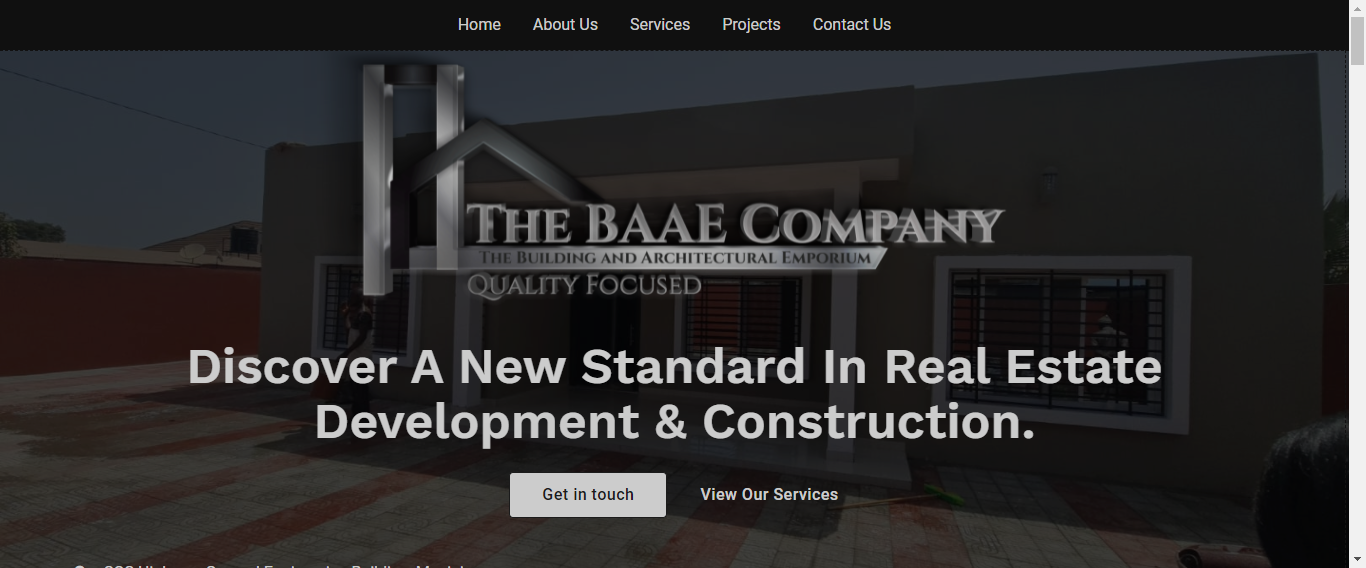 Home About Us Services Projects Contact Us
THE BAAE COMPANY
THE BUILDING AND ARCHITECTURAL EMPORIUM
QUALITY FOCUSED
Discover A New Standard In Real Estate
Development & Construction.
Get in touch View Our Services